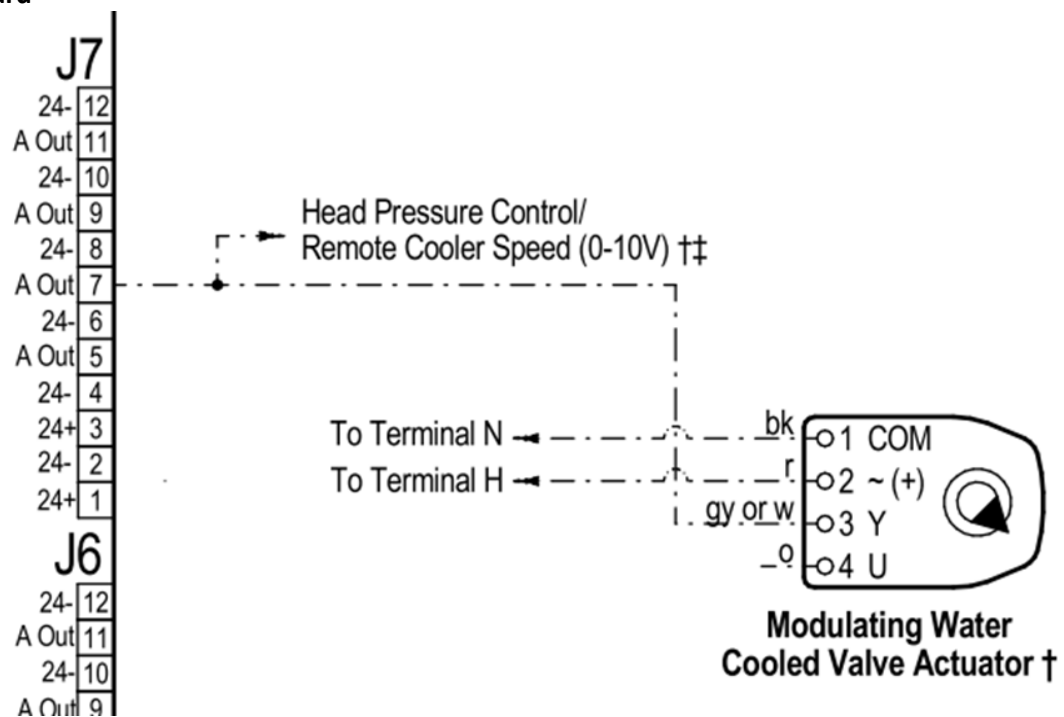 J7
24- 12
A Out 11
24- 10
A Out 9
24- 8
A Out 7
24- 6
A Out 5
24- 4
24+ 3
24- 2
24+ 1
J6
24- 12
A Out 11
24- 10
A Out 9
Head Pressure Control/
Remote Cooler Speed (0-10V) †‡
To Terminal N
To Terminal H
bk
r
gy or w
o
1 COM
2 ~ (+)
3 Y
4 U
Modulating Water
Cooled Valve Actuator †